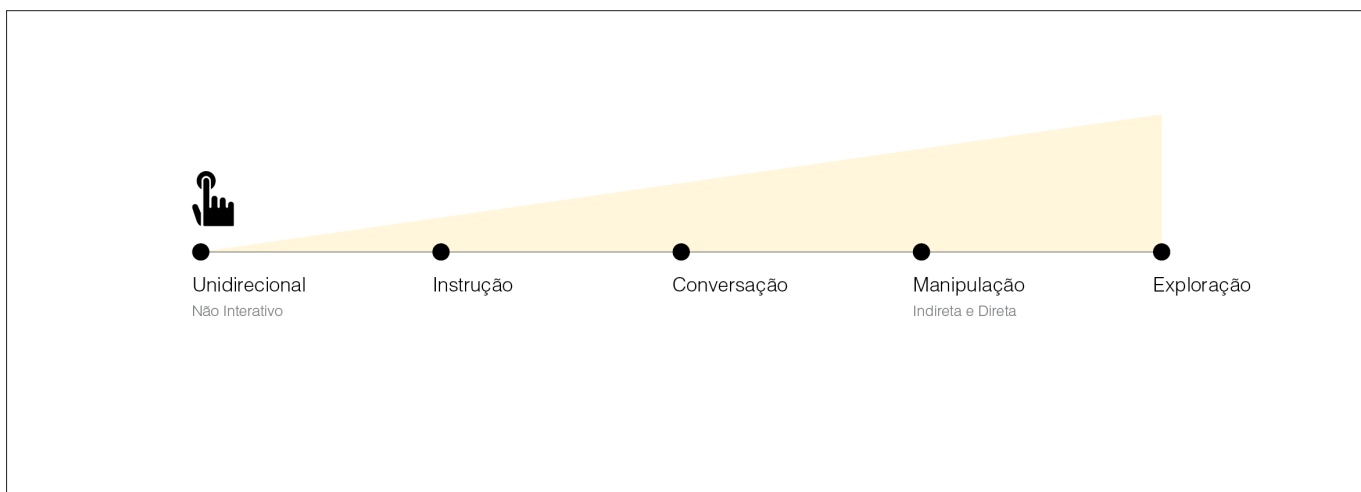 Unidirecional
Não Interativo
Instrução
Conversação
Manipulação
Indireta e Direta
Exploração